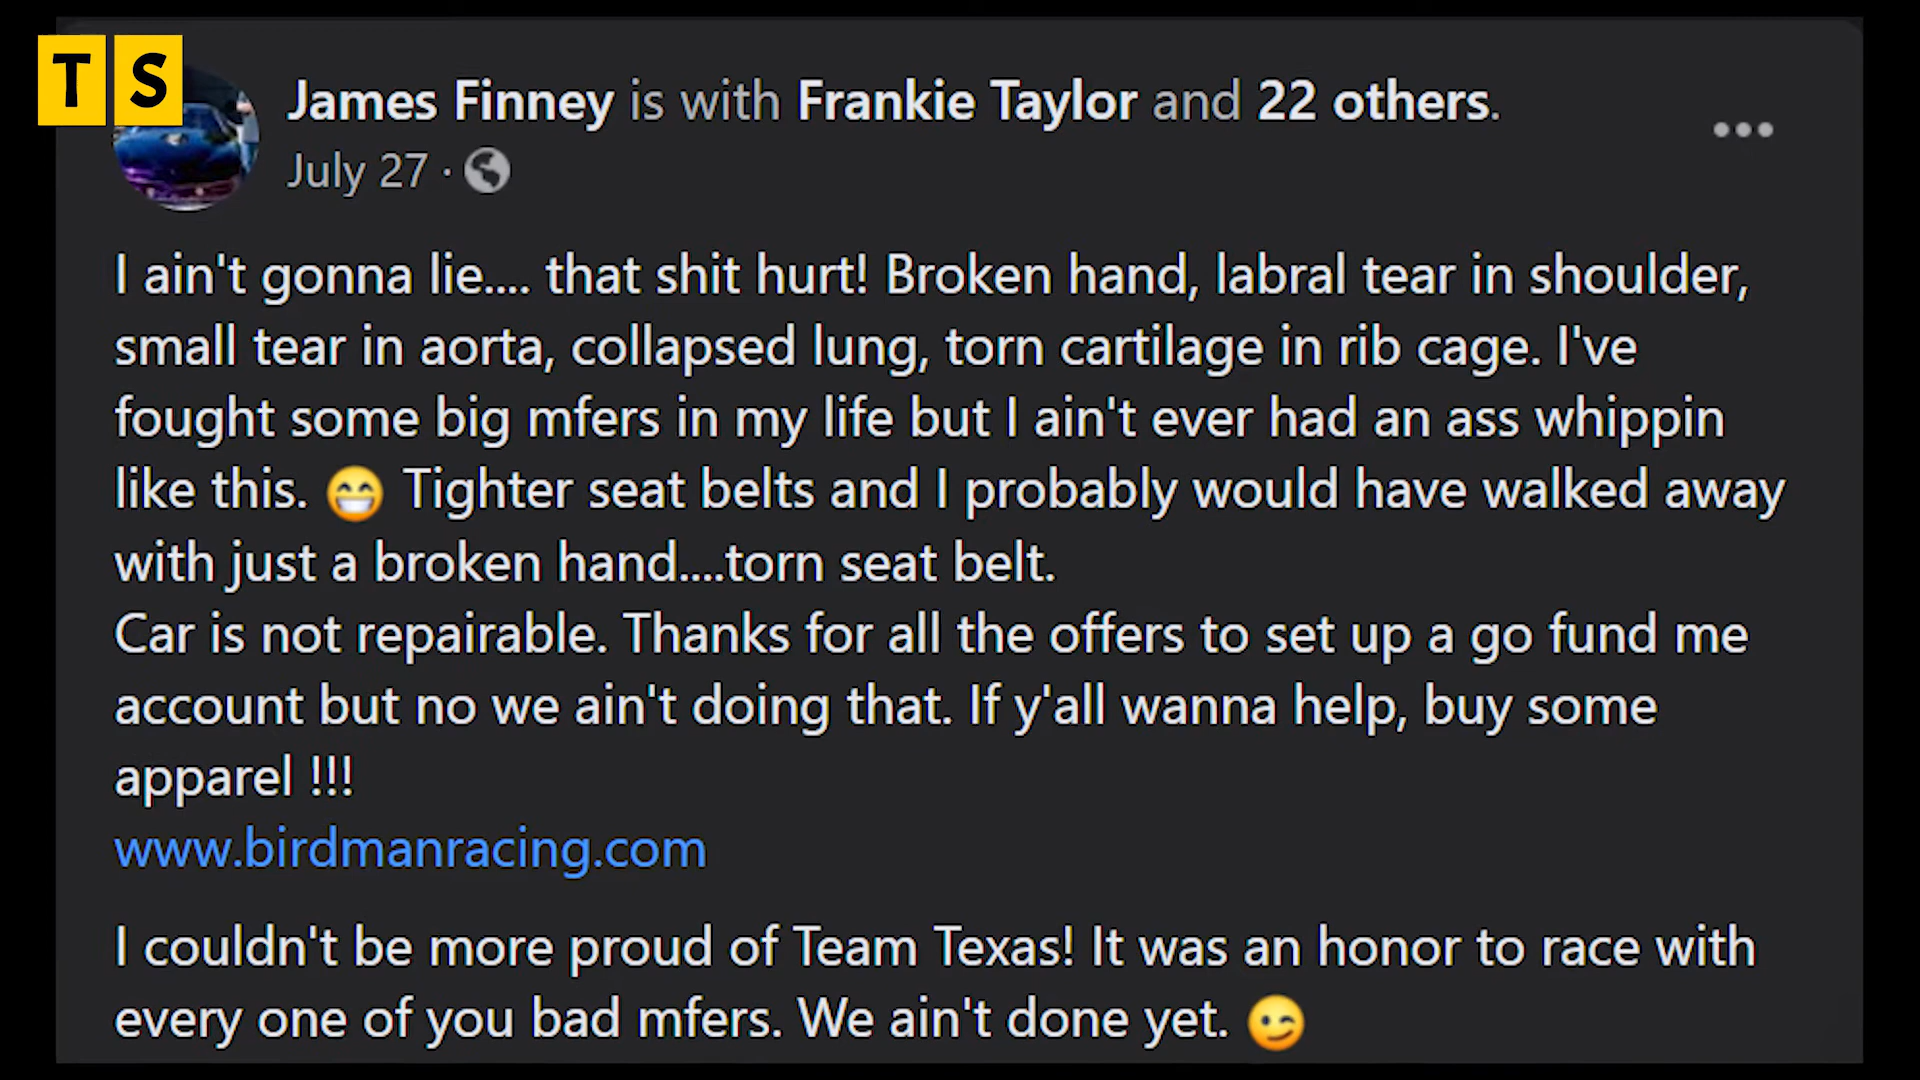 TS
James Finney is with Frankie Taylor and 22 others.
July 27 ·
I ain't gonna lie.... that shit hurt! Broken hand, labral tear in shoulder,
small tear in aorta, collapsed lung, torn cartilage in rib cage. I've
fought some big mfers in my life but I ain't ever had an ass whippin
like this. 😁 Tighter seat belts and I probably would have walked away
with just a broken hand....torn seat belt.
Car is not repairable. Thanks for all the offers to set up a go fund me
account but no we ain't doing that. If y'all wanna help, buy some
apparel !!!
www.birdmanracing.com
I couldn't be more proud of Team Texas! It was an honor to race with
every one of you bad mfers. We ain't done yet. 😉